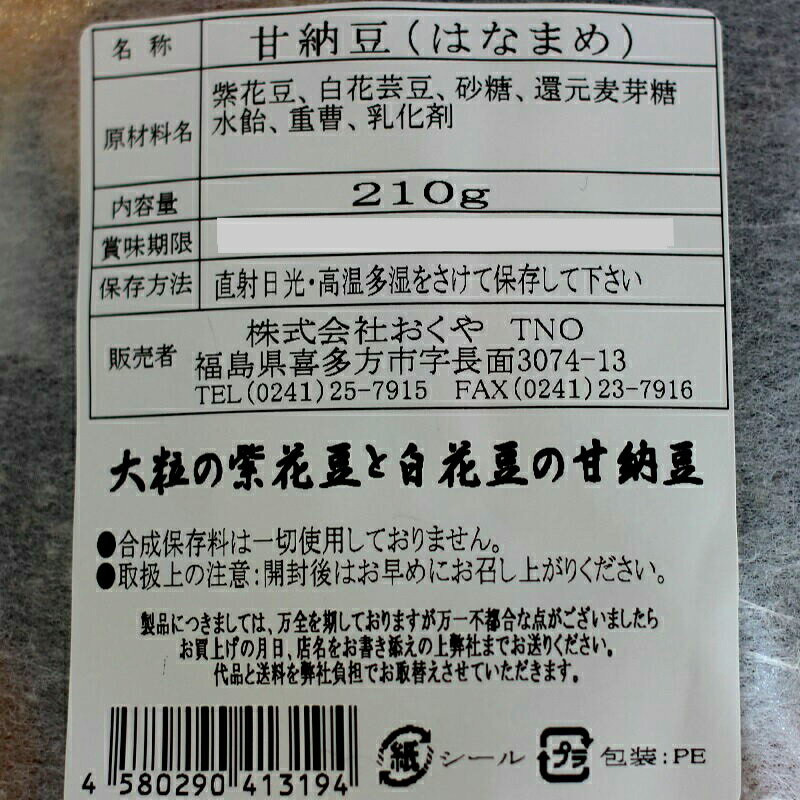 名称 甘納豆(はなまめ)
原材料名 紫花豆、白花芸豆、砂糖、還元麦芽糖
水飴、重曹、乳化剤
内容量 210g
賞味期限
保存方法 直射日光・高温多湿をさけて保存して下さい
販売者 株式会社おくや TNO
福島県喜多方市字長面3074-13
TEL(0241)25-7915 FAX(0241)23-7916
大粒の紫花豆と白花豆の甘納豆
●合成保存料は一切使用しておりません。
●取扱上の注意:開封後はお早めにお召し上がりください。
製品につきましては、万全を期しておりますが万一不都合な点がございましたら
お買上げの月日、店名をお書き添えの上弊社までお送りください。
代品と送料を弊社負担でお取替えさせていただきます。
4 580290 413194
紙 シール プラ 包装:PE